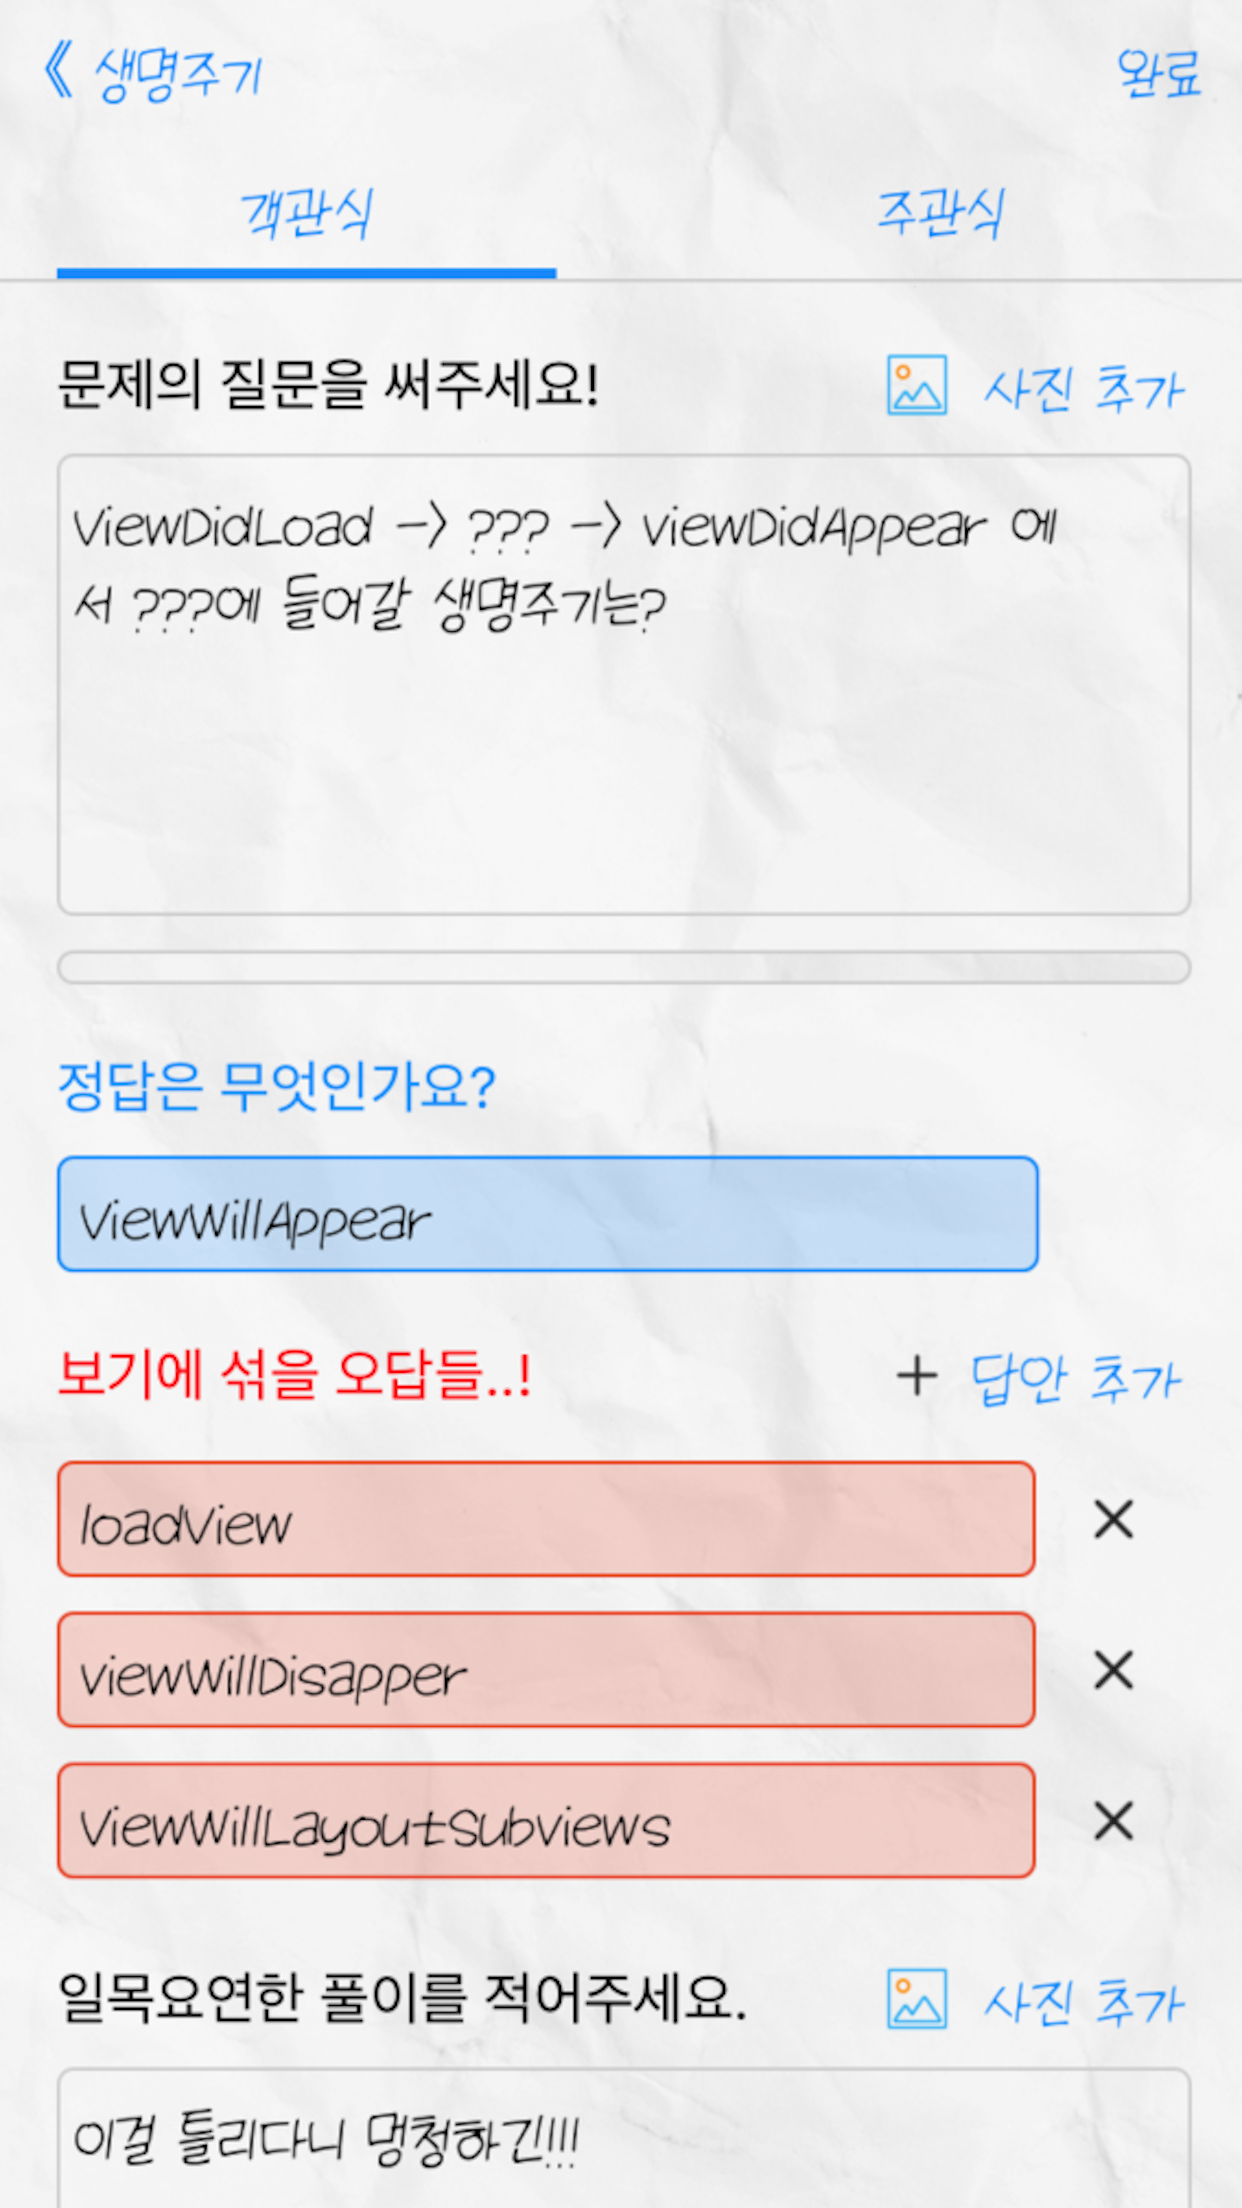 《 생명주기
완료
객관식
주관식
문제의 질문을 써주세요!
사진 추가
ViewDidLoad -> ??? -> viewDidAppear 에
서 ???에 들어갈 생명주기는?
정답은 무엇인가요?
ViewWillAppear
보기에 섞을 오답들..!
+ 답안 추가
loadView
viewWillDisapper
ViewWillLayoutSubviews
일목요연한 풀이를 적어주세요.
사진 추가
이걸 틀리다니 멍청하긴!!!